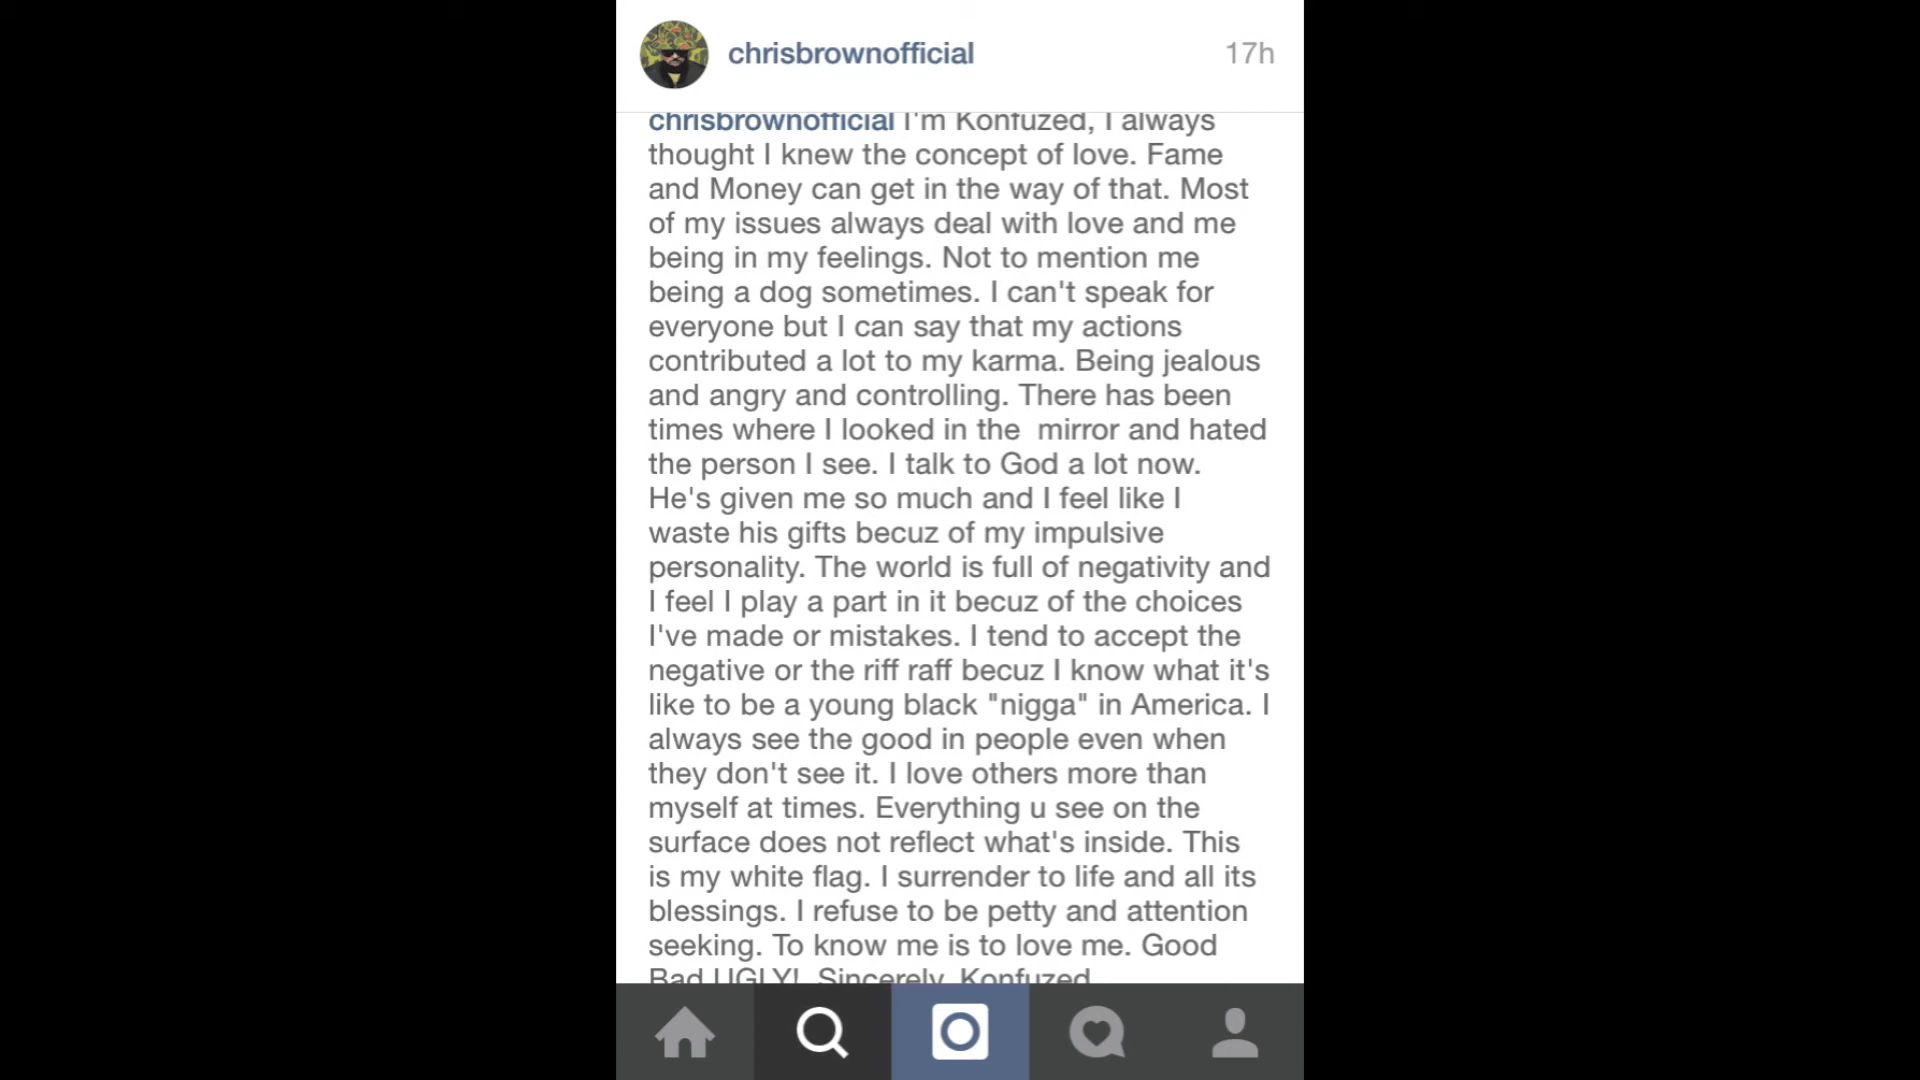 chrisbrownofficial 17h
chrisbrownofficial I'm Konfuzed, I always
thought I knew the concept of love. Fame
and Money can get in the way of that. Most
of my issues always deal with love and me
being in my feelings. Not to mention me
being a dog sometimes. I can't speak for
everyone but I can say that my actions
contributed a lot to my karma. Being jealous
and angry and controlling. There has been
times where I looked in the  mirror and hated
the person I see. I talk to God a lot now.
He's given me so much and I feel like I
waste his gifts becuz of my impulsive
personality. The world is full of negativity and
I feel I play a part in it becuz of the choices
I've made or mistakes. I tend to accept the
negative or the riff raff becuz I know what it's
like to be a young black "nigga" in America. I
always see the good in people even when
they don't see it. I love others more than
myself at times. Everything u see on the
surface does not reflect what's inside. This
is my white flag. I surrender to life and all its
blessings. I refuse to be petty and attention
seeking. To know me is to love me. Good
Bad UGLY!  Sincerely, Konfuzed